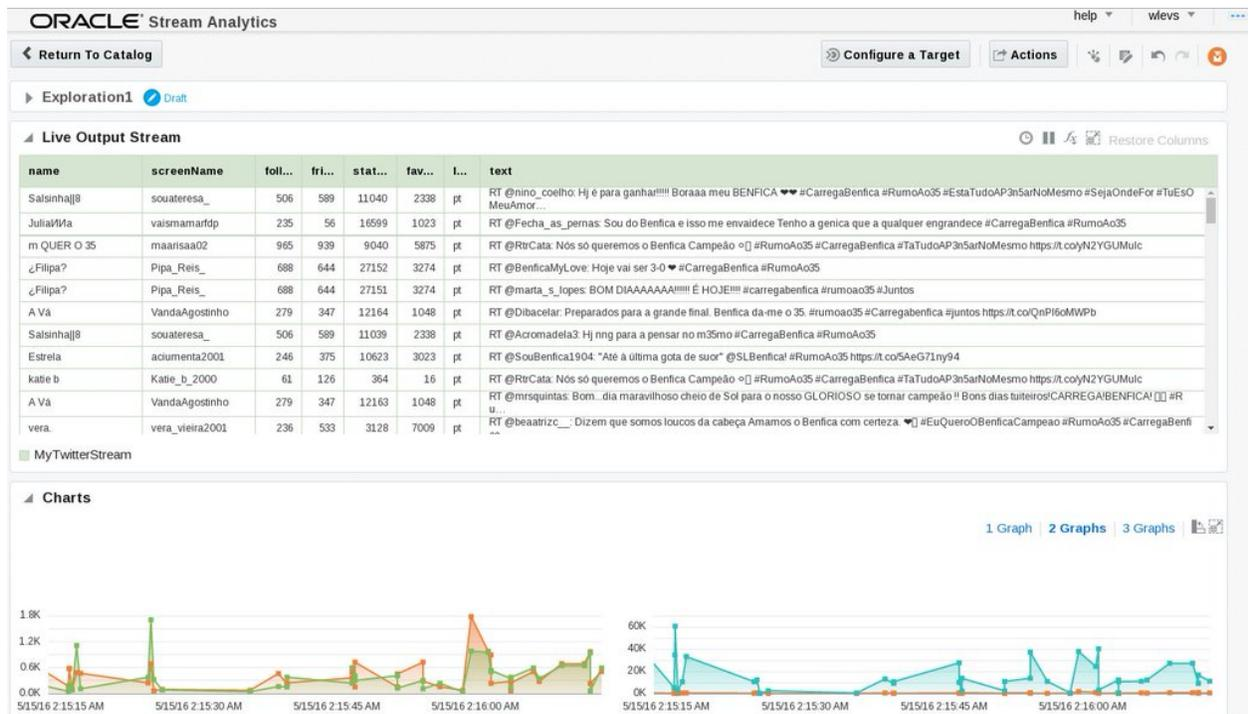 ORACLE Stream Analytics
help wlevs
Return To Catalog
Configure a Target
Actions
Exploration1 Draft
Live Output Stream
Restore Columns
name screenName foll... fri... stat... fav... l... text
Salsinha||8 souateresa_ 506 589 11040 2338 pt RT @nino_coelho: Hj é para ganhar!!!!! Boraaa meu BENFICA ❤❤ #CarregaBenfica #RumoAo35 #EstaTudoAP3n5arNoMesmo #SejaOndeFor #TuEsO
MeuAmor…
JuliaИИa vaismamarfdp 235 56 16599 1023 pt RT @Fecha_as_pernas: Sou do Benfica e isso me envaidece Tenho a genica que a qualquer engrandece #CarregaBenfica #RumoAo35
m QUER O 35 maarisaa02 965 939 9040 5875 pt RT @RtrCata: Nós só queremos o Benfica Campeão #RumoAo35 #CarregaBenfica #TaTudoAP3n5arNoMesmo https://t.co/yN2YGUMulc
¿Filipa? Pipa_Reis_ 688 644 27152 3274 pt RT @BenficaMyLove: Hoje vai ser 3-0 ❤ #CarregaBenfica #RumoAo35
¿Filipa? Pipa_Reis_ 688 644 27151 3274 pt RT @marta_s_lopes: BOM DIAAAAAAA!!!!!! É HOJE!!!! #carregabenfica #rumoao35 #Juntos
A Vá VandaAgostinho 279 347 12164 1048 pt RT @Dibacelar: Preparados para a grande final. Benfica da-me o 35. #rumoao35 #Carregabenfica #juntos https://t.co/QnPI6oMWPb
Salsinha||8 souateresa_ 506 589 11039 2338 pt RT @Acromadela3: Hj nng para a pensar no m35mo #CarregaBenfica #RumoAo35
Estrela aciumenta2001 246 375 10623 3023 pt RT @SouBenfica1904: "Até à última gota de suor" @SLBenfica! #RumoAo35 https://t.co/5AeG71ny94
katie b Katie_b_2000 61 126 364 16 pt RT @RtrCata: Nós só queremos o Benfica Campeão #RumoAo35 #CarregaBenfica #TaTudoAP3n5arNoMesmo https://t.co/yN2YGUMulc
A Vá VandaAgostinho 279 347 12163 1048 pt RT @mrsquintas: Bom...dia maravilhoso cheio de Sol para o nosso GLORIOSO se tornar campeão !! Bons dias tuiteiros!CARREGA!BENFICA! #R
u…
vera. vera_vieira2001 236 533 3128 7009 pt RT @beaatrizc__: Dizem que somos loucos da cabeça Amamos o Benfica com certeza. ❤ #EuQueroOBenficaCampeao #RumoAo35 #CarregaBenfi
MyTwitterStream
Charts
1 Graph 2 Graphs 3 Graphs
1.8K
1.2K
0.6K
0.0K
5/15/16 2:15:15 AM 5/15/16 2:15:30 AM 5/15/16 2:15:45 AM 5/15/16 2:16:00 AM
60K
40K
20K
0K
5/15/16 2:15:15 AM 5/15/16 2:15:30 AM 5/15/16 2:15:45 AM 5/15/16 2:16:00 AM